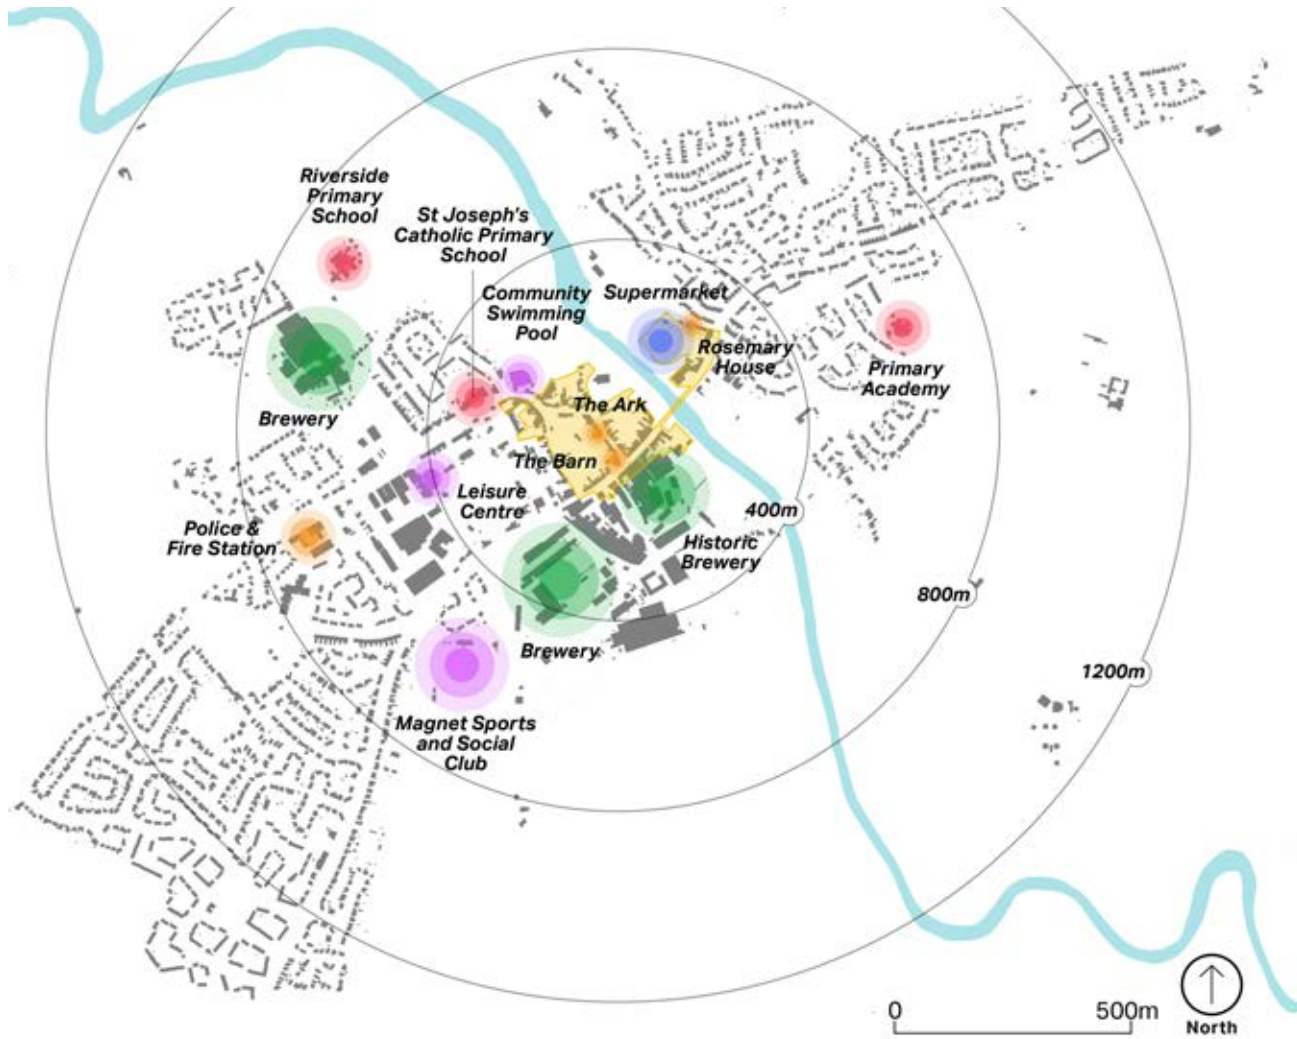 Riverside
Primary
School
St Joseph's
Catholic Primary
School
Community
Swimming
Pool
Supermarket
Rosemary
House
Primary
Academy
Brewery
The Ark
The Barn
Leisure
Centre
Police &
Fire Station
400m
Historic
Brewery
800m
Brewery
1200m
Magnet Sports
and Social
Club
0 500m
North